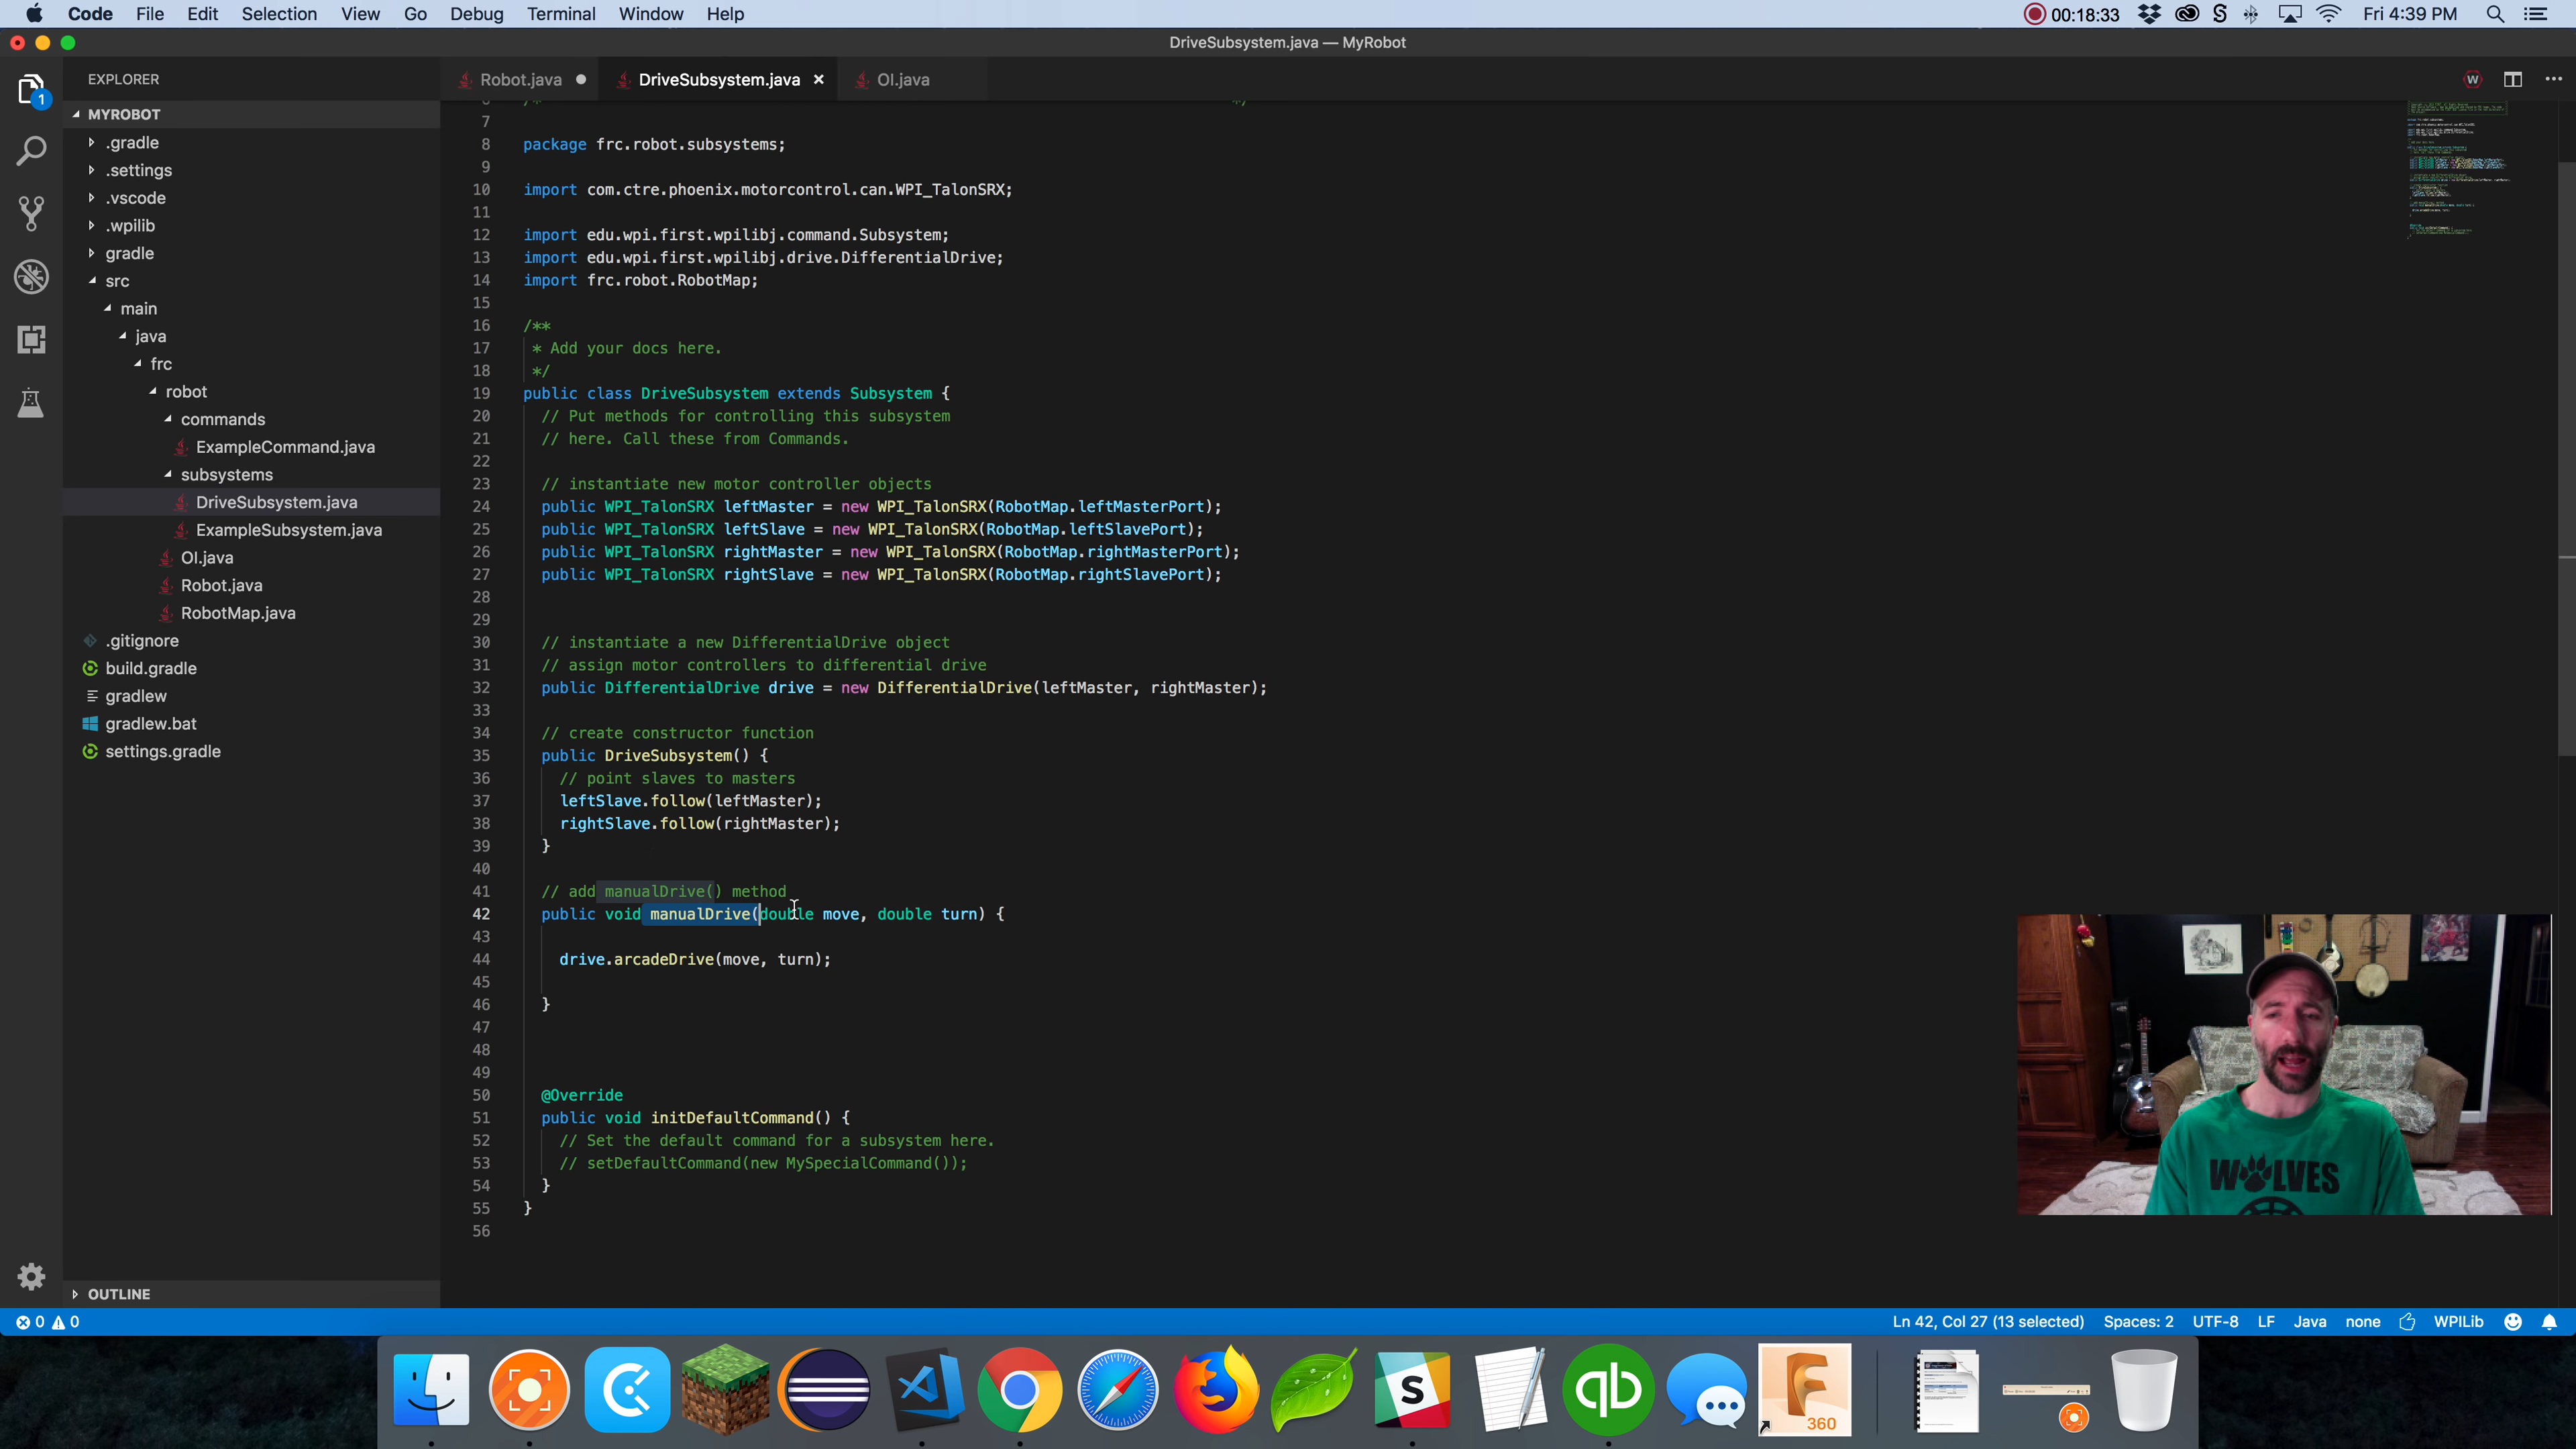 Code File Edit Selection View Go Debug Terminal Window Help 00:18:33 Fri 4:39 PM
DriveSubsystem.java — MyRobot
EXPLORER Robot.java DriveSubsystem.java × OI.java W
1
MYROBOT
.gradle
.settings
.vscode
.wpilib
gradle
src
main
java
frc
robot
commands
ExampleCommand.java
subsystems
DriveSubsystem.java
ExampleSubsystem.java
OI.java
Robot.java
RobotMap.java
.gitignore
build.gradle
gradlew
gradlew.bat
settings.gradle
OUTLINE
7
8 package frc.robot.subsystems;
9
10 import com.ctre.phoenix.motorcontrol.can.WPI_TalonSRX;
11
12 import edu.wpi.first.wpilibj.command.Subsystem;
13 import edu.wpi.first.wpilibj.drive.DifferentialDrive;
14 import frc.robot.RobotMap;
15
16 /**
17 * Add your docs here.
18 */
19 public class DriveSubsystem extends Subsystem {
20 // Put methods for controlling this subsystem
21 // here. Call these from Commands.
22
23 // instantiate new motor controller objects
24 public WPI_TalonSRX leftMaster = new WPI_TalonSRX(RobotMap.leftMasterPort);
25 public WPI_TalonSRX leftSlave = new WPI_TalonSRX(RobotMap.leftSlavePort);
26 public WPI_TalonSRX rightMaster = new WPI_TalonSRX(RobotMap.rightMasterPort);
27 public WPI_TalonSRX rightSlave = new WPI_TalonSRX(RobotMap.rightSlavePort);
28
29
30 // instantiate a new DifferentialDrive object
31 // assign motor controllers to differential drive
32 public DifferentialDrive drive = new DifferentialDrive(leftMaster, rightMaster);
33
34 // create constructor function
35 public DriveSubsystem() {
36 // point slaves to masters
37 leftSlave.follow(leftMaster);
38 rightSlave.follow(rightMaster);
39 }
40
41 // add manualDrive() method
42 public void manualDrive(double move, double turn) {
43
44 drive.arcadeDrive(move, turn);
45
46 }
47
48
49
50 @Override
51 public void initDefaultCommand() {
52 // Set the default command for a subsystem here.
53 // setDefaultCommand(new MySpecialCommand());
54 }
55 }
56
WOLVES
0 0 Ln 42, Col 27 (13 selected) Spaces: 2 UTF-8 LF Java none WPILib
S qb F 360